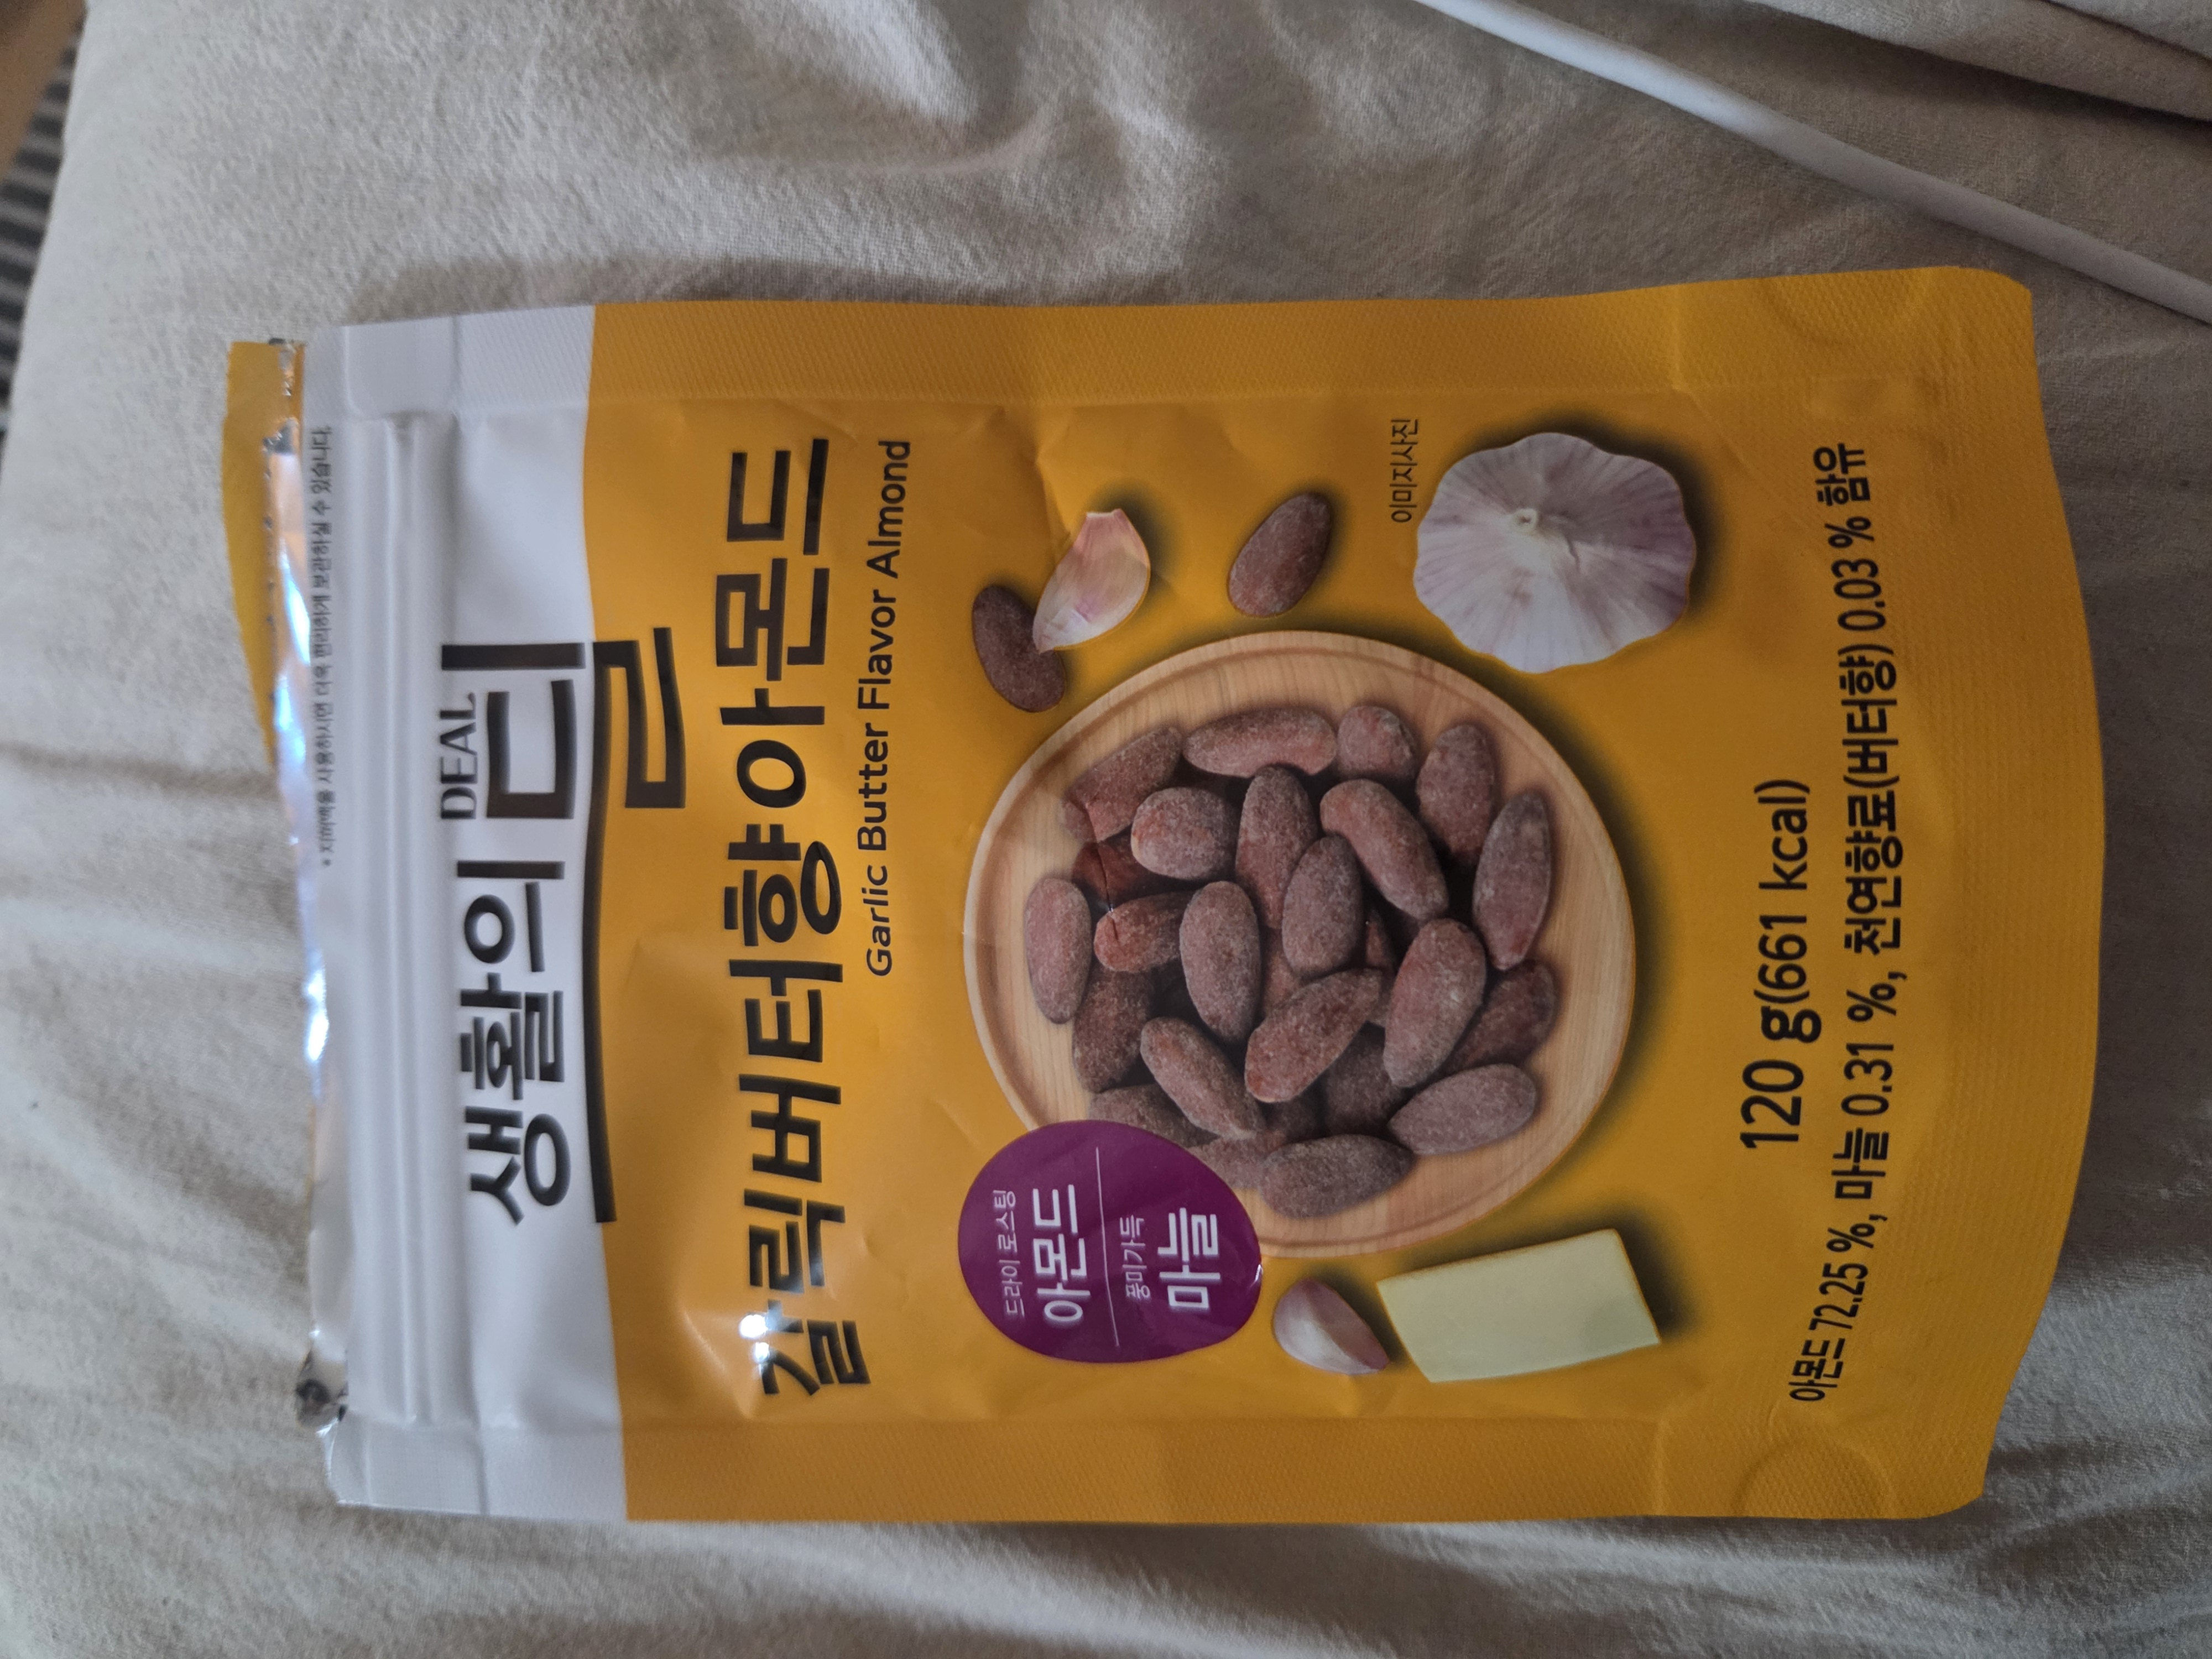 * 지퍼백을 사용하시면 더욱 편리하게 보관하실 수 있습니다.
DEAL
생활의 딜
갈릭버터향아몬드
Garlic Butter Flavor Almond
드라이 로스팅
아몬드
풍미가득
마늘
이미지사진
120 g(661 kcal)
아몬드 72.25 %, 마늘 0.31 %, 천연향료(버터향) 0.03 % 함유